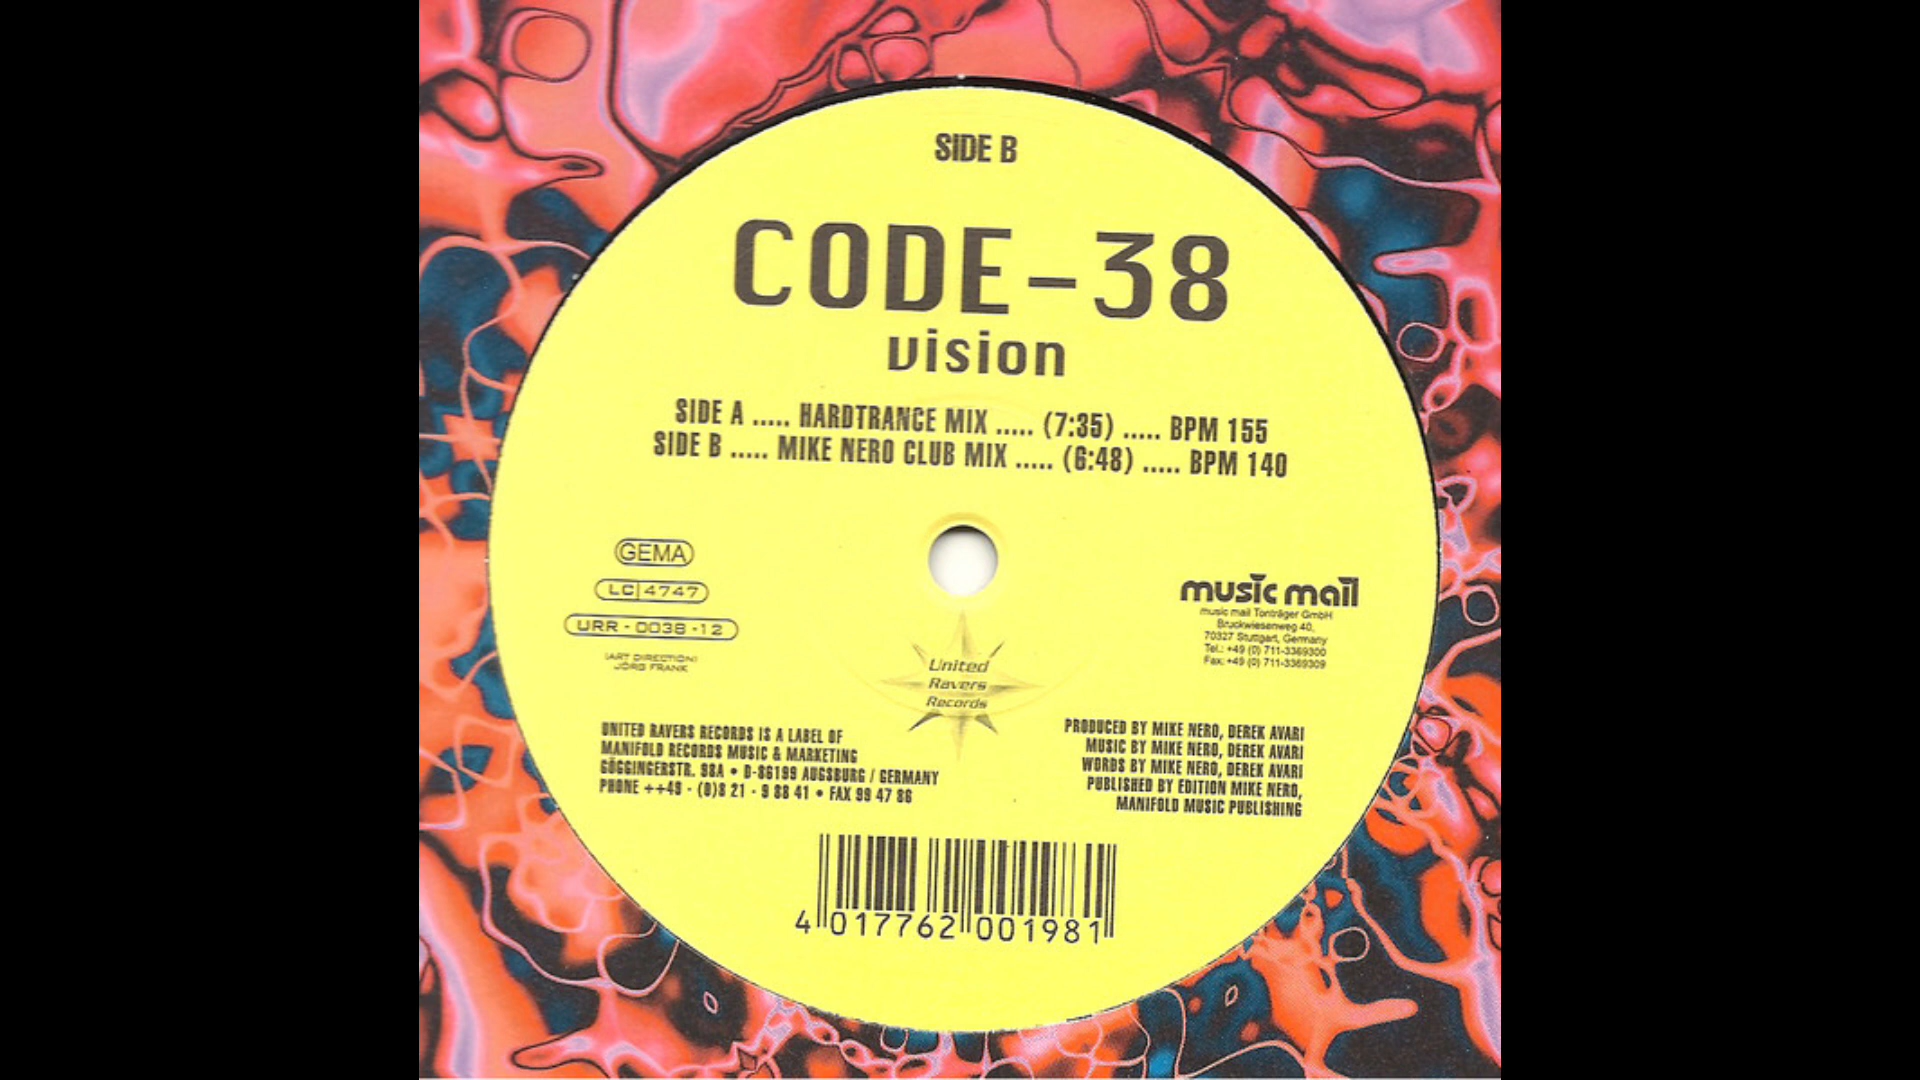 SIDE B
CODE-38
vision
SIDE A ..... HARDTRANCE MIX ..... (7:35) ..... BPM 155
SIDE B ..... MIKE NERO CLUB MIX ..... (6:48) ..... BPM 140
GEMA
LC 4747
URR - 0038 -12
(ART DIRECTION)
JÖRG FRANK
music mail
music mail Tonträger GmbH
Bruckwiesenweg 40,
70327 Stuttgart, Germany
Tel.: +49 (0) 711-3369300
Fax: +49 (0) 711-3369309
United
Ravers
Records
UNITED RAVERS RECORDS IS A LABEL OF
MANIFOLD RECORDS MUSIC & MARKETING
GÖGGINGERSTR. 98A • D-86199 AUGSBURG / GERMANY
PHONE ++49 - (0)8 21 - 9 88 41 • FAX 99 47 86
PRODUCED BY MIKE NERO, DEREK AVARI
MUSIC BY MIKE NERO, DEREK AVARI
WORDS BY MIKE NERO, DEREK AVARI
PUBLISHED BY EDITION MIKE NERO,
MANIFOLD MUSIC PUBLISHING
4 017762 001981